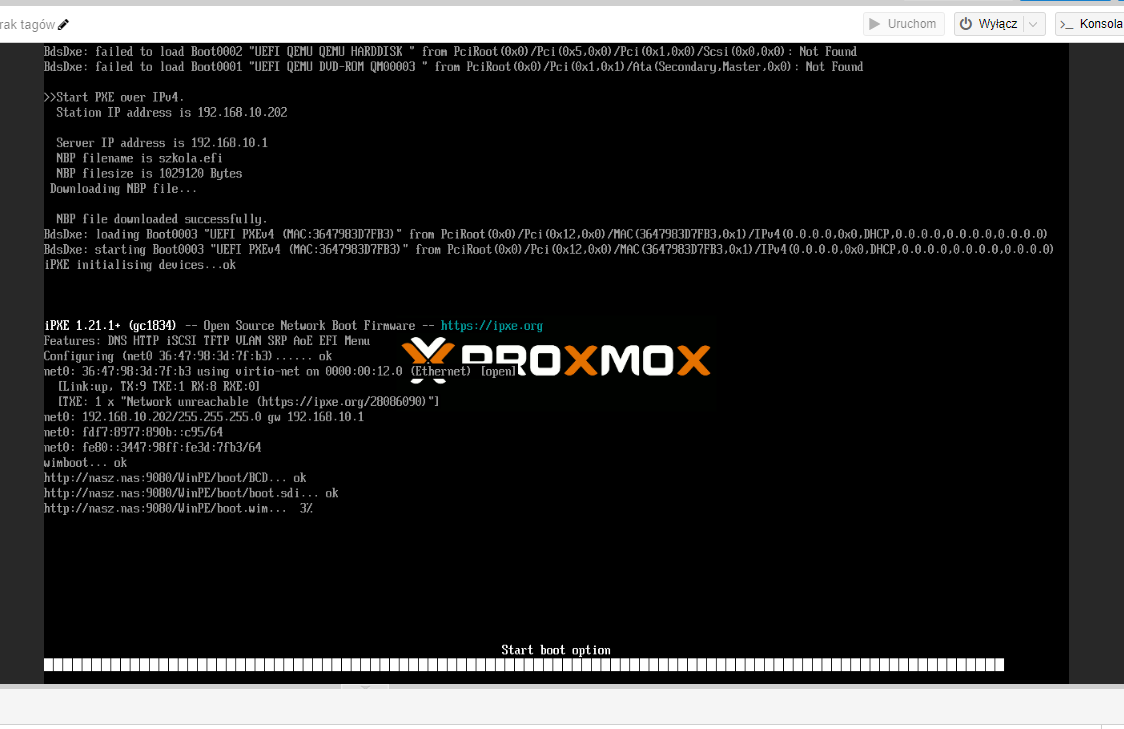 rak tagów
Uruchom
Wyłącz
>_ Konsola
BdsDxe: failed to load Boot0002 "UEFI QEMU QEMU HARDDISK " from PciRoot(0x0)/Pci(0x5,0x0)/Pci(0x1,0x0)/Scsi(0x0,0x0): Not Found
BdsDxe: failed to load Boot0001 "UEFI QEMU DVD-ROM QM00003 " from PciRoot(0x0)/Pci(0x1,0x1)/Ata(Secondary,Master,0x0): Not Found
>>Start PXE over IPv4.
Station IP address is 192.168.10.202
Server IP address is 192.168.10.1
NBP filename is szkola.efi
NBP filesize is 1029120 Bytes
Downloading NBP file...
NBP file downloaded successfully.
BdsDxe: loading Boot0003 "UEFI PXEv4 (MAC:3647983D7FB3)" from PciRoot(0x0)/Pci(0x12,0x0)/MAC(3647983D7FB3,0x1)/IPv4(0.0.0.0,0x0,DHCP,0.0.0.0,0.0.0.0,0.0.0.0)
BdsDxe: starting Boot0003 "UEFI PXEv4 (MAC:3647983D7FB3)" from PciRoot(0x0)/Pci(0x12,0x0)/MAC(3647983D7FB3,0x1)/IPv4(0.0.0.0,0x0,DHCP,0.0.0.0,0.0.0.0,0.0.0.0)
iPXE initialising devices...ok
iPXE 1.21.1+ (gc1834) -- Open Source Network Boot Firmware -- https://ipxe.org
Features: DNS HTTP iSCSI TFTP VLAN SRP AoE EFI Menu
Configuring (net0 36:47:98:3d:7f:b3)...... ok
PROXMOX
net0: 36:47:98:3d:7f:b3 using virtio-net on 0000:00:12.0 (Ethernet) [open]
[Link:up, TX:9 TXE:1 RX:8 RXE:0]
[TXE: 1 x "Network unreachable (https://ipxe.org/28086090)"]
net0: 192.168.10.202/255.255.255.0 gw 192.168.10.1
net0: fdf7:8977:890b::c95/64
net0: fe80::3447:98ff:fe3d:7fb3/64
wimboot... ok
http://nasz.nas:9080/WinPE/boot/BCD... ok
http://nasz.nas:9080/WinPE/boot/boot.sdi... ok
http://nasz.nas:9080/WinPE/boot.wim... 3%
Start boot option